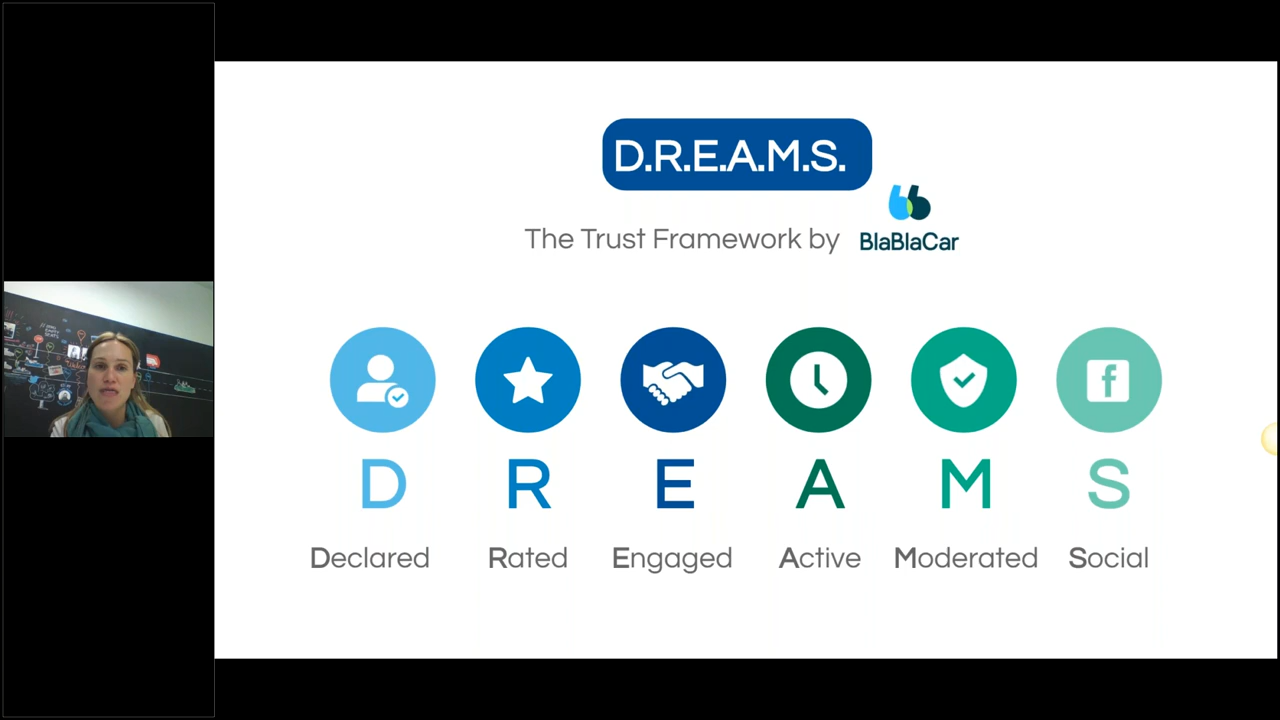 D.R.E.A.M.S.
The Trust Framework by BlaBlaCar
D R E A M S
Declared Rated Engaged Active Moderated Social